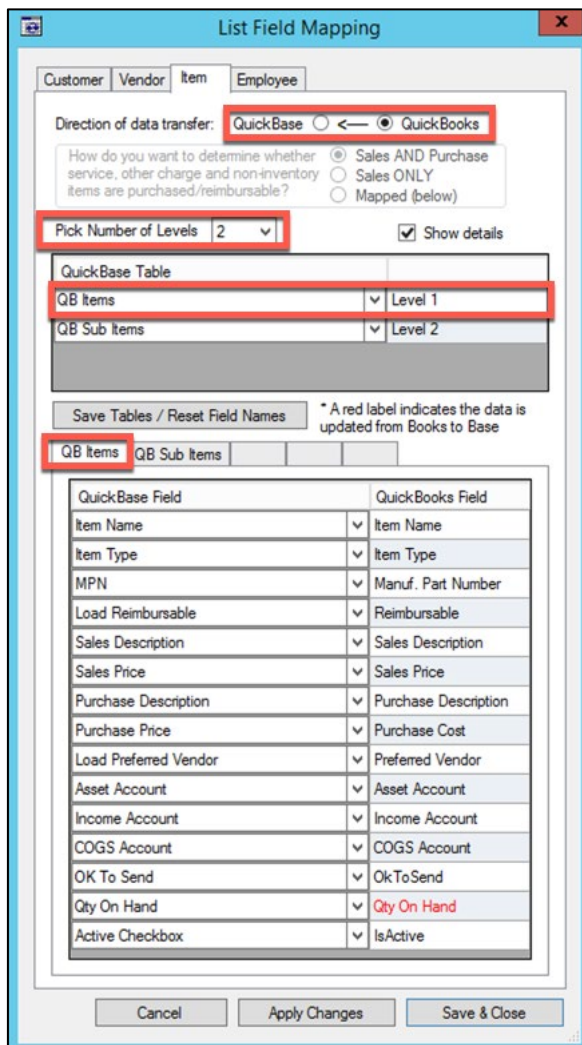 List Field Mapping
x
Customer Vendor Item Employee
Direction of data transfer: QuickBase <— QuickBooks
How do you want to determine whether service, other charge and non-inventory items are purchased/reimbursable?
Sales AND Purchase
Sales ONLY
Mapped (below)
Pick Number of Levels 2 Show details
QuickBase Table
QB Items Level 1
QB Sub Items Level 2
Save Tables / Reset Field Names
* A red label indicates the data is
updated from Books to Base
QB Items QB Sub Items
QuickBase Field QuickBooks Field
Item Name Item Name
Item Type Item Type
MPN Manuf. Part Number
Load Reimbursable Reimbursable
Sales Description Sales Description
Sales Price Sales Price
Purchase Description Purchase Description
Purchase Price Purchase Cost
Load Preferred Vendor Preferred Vendor
Asset Account Asset Account
Income Account Income Account
COGS Account COGS Account
OK To Send OkToSend
Qty On Hand Qty On Hand
Active Checkbox IsActive
Cancel Apply Changes Save & Close